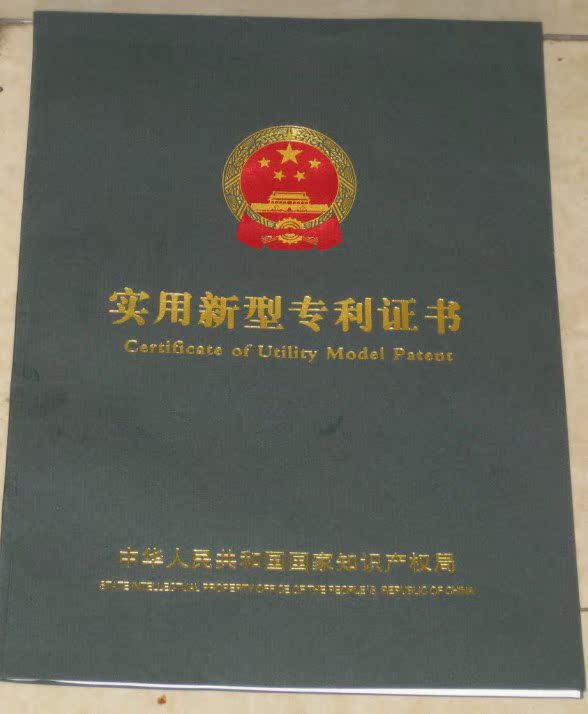 实用新型专利证书
Certificate of Utility Model Patent
中华人民共和国国家知识产权局
STATE INTELLECTUAL PROPERTY OFFICE OF THE PEOPLE'S REPUBLIC OF CHINA